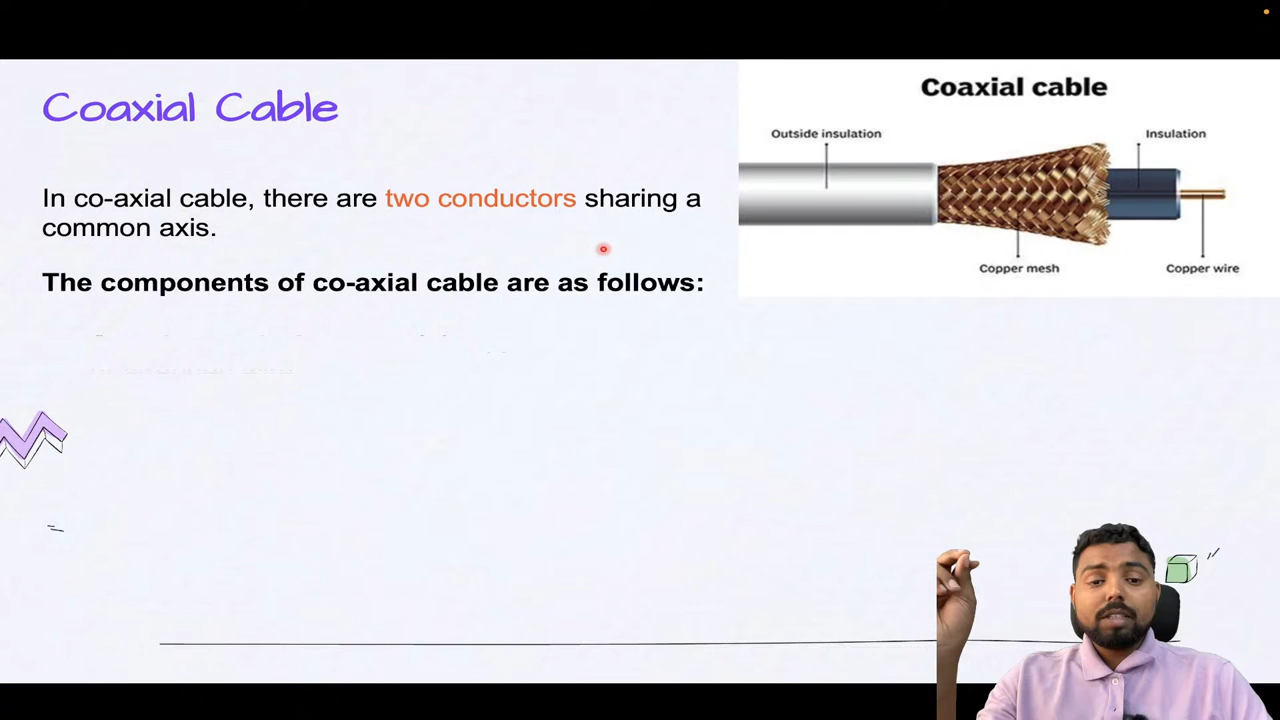 Coaxial Cable
In co-axial cable, there are two conductors sharing a
common axis.
The components of co-axial cable are as follows:
Coaxial cable
Outside insulation
Insulation
Copper mesh
Copper wire